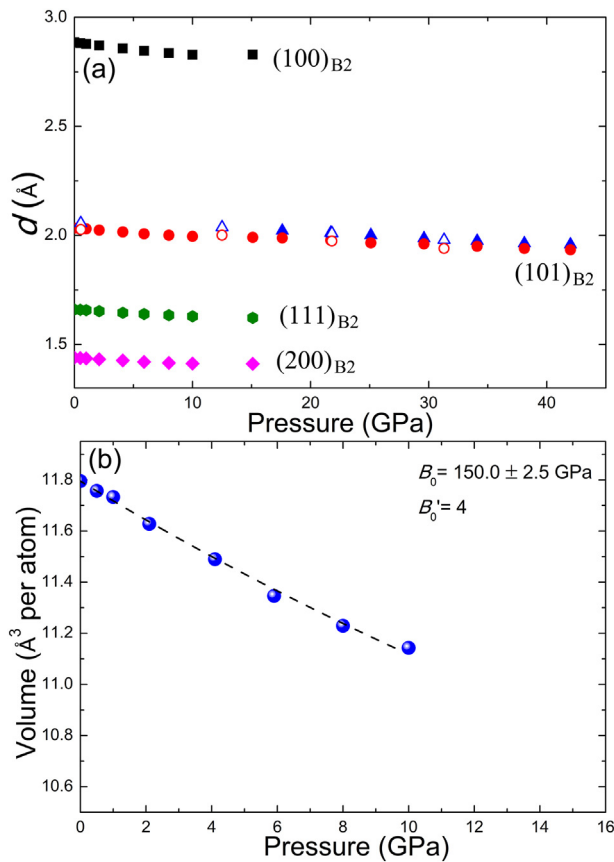 3.0
(a)
(100)B2
2.5
d (Å)
2.0
(101)B2
(111)B2
1.5
(200)B2
0 10 20 30 40
Pressure (GPa)
(b)
B0= 150.0 ± 2.5 GPa
B0'= 4
11.8
11.6
11.4
11.2
11.0
10.8
10.6
Volume (Å3 per atom)
0 2 4 6 8 10 12 14 16
Pressure (GPa)